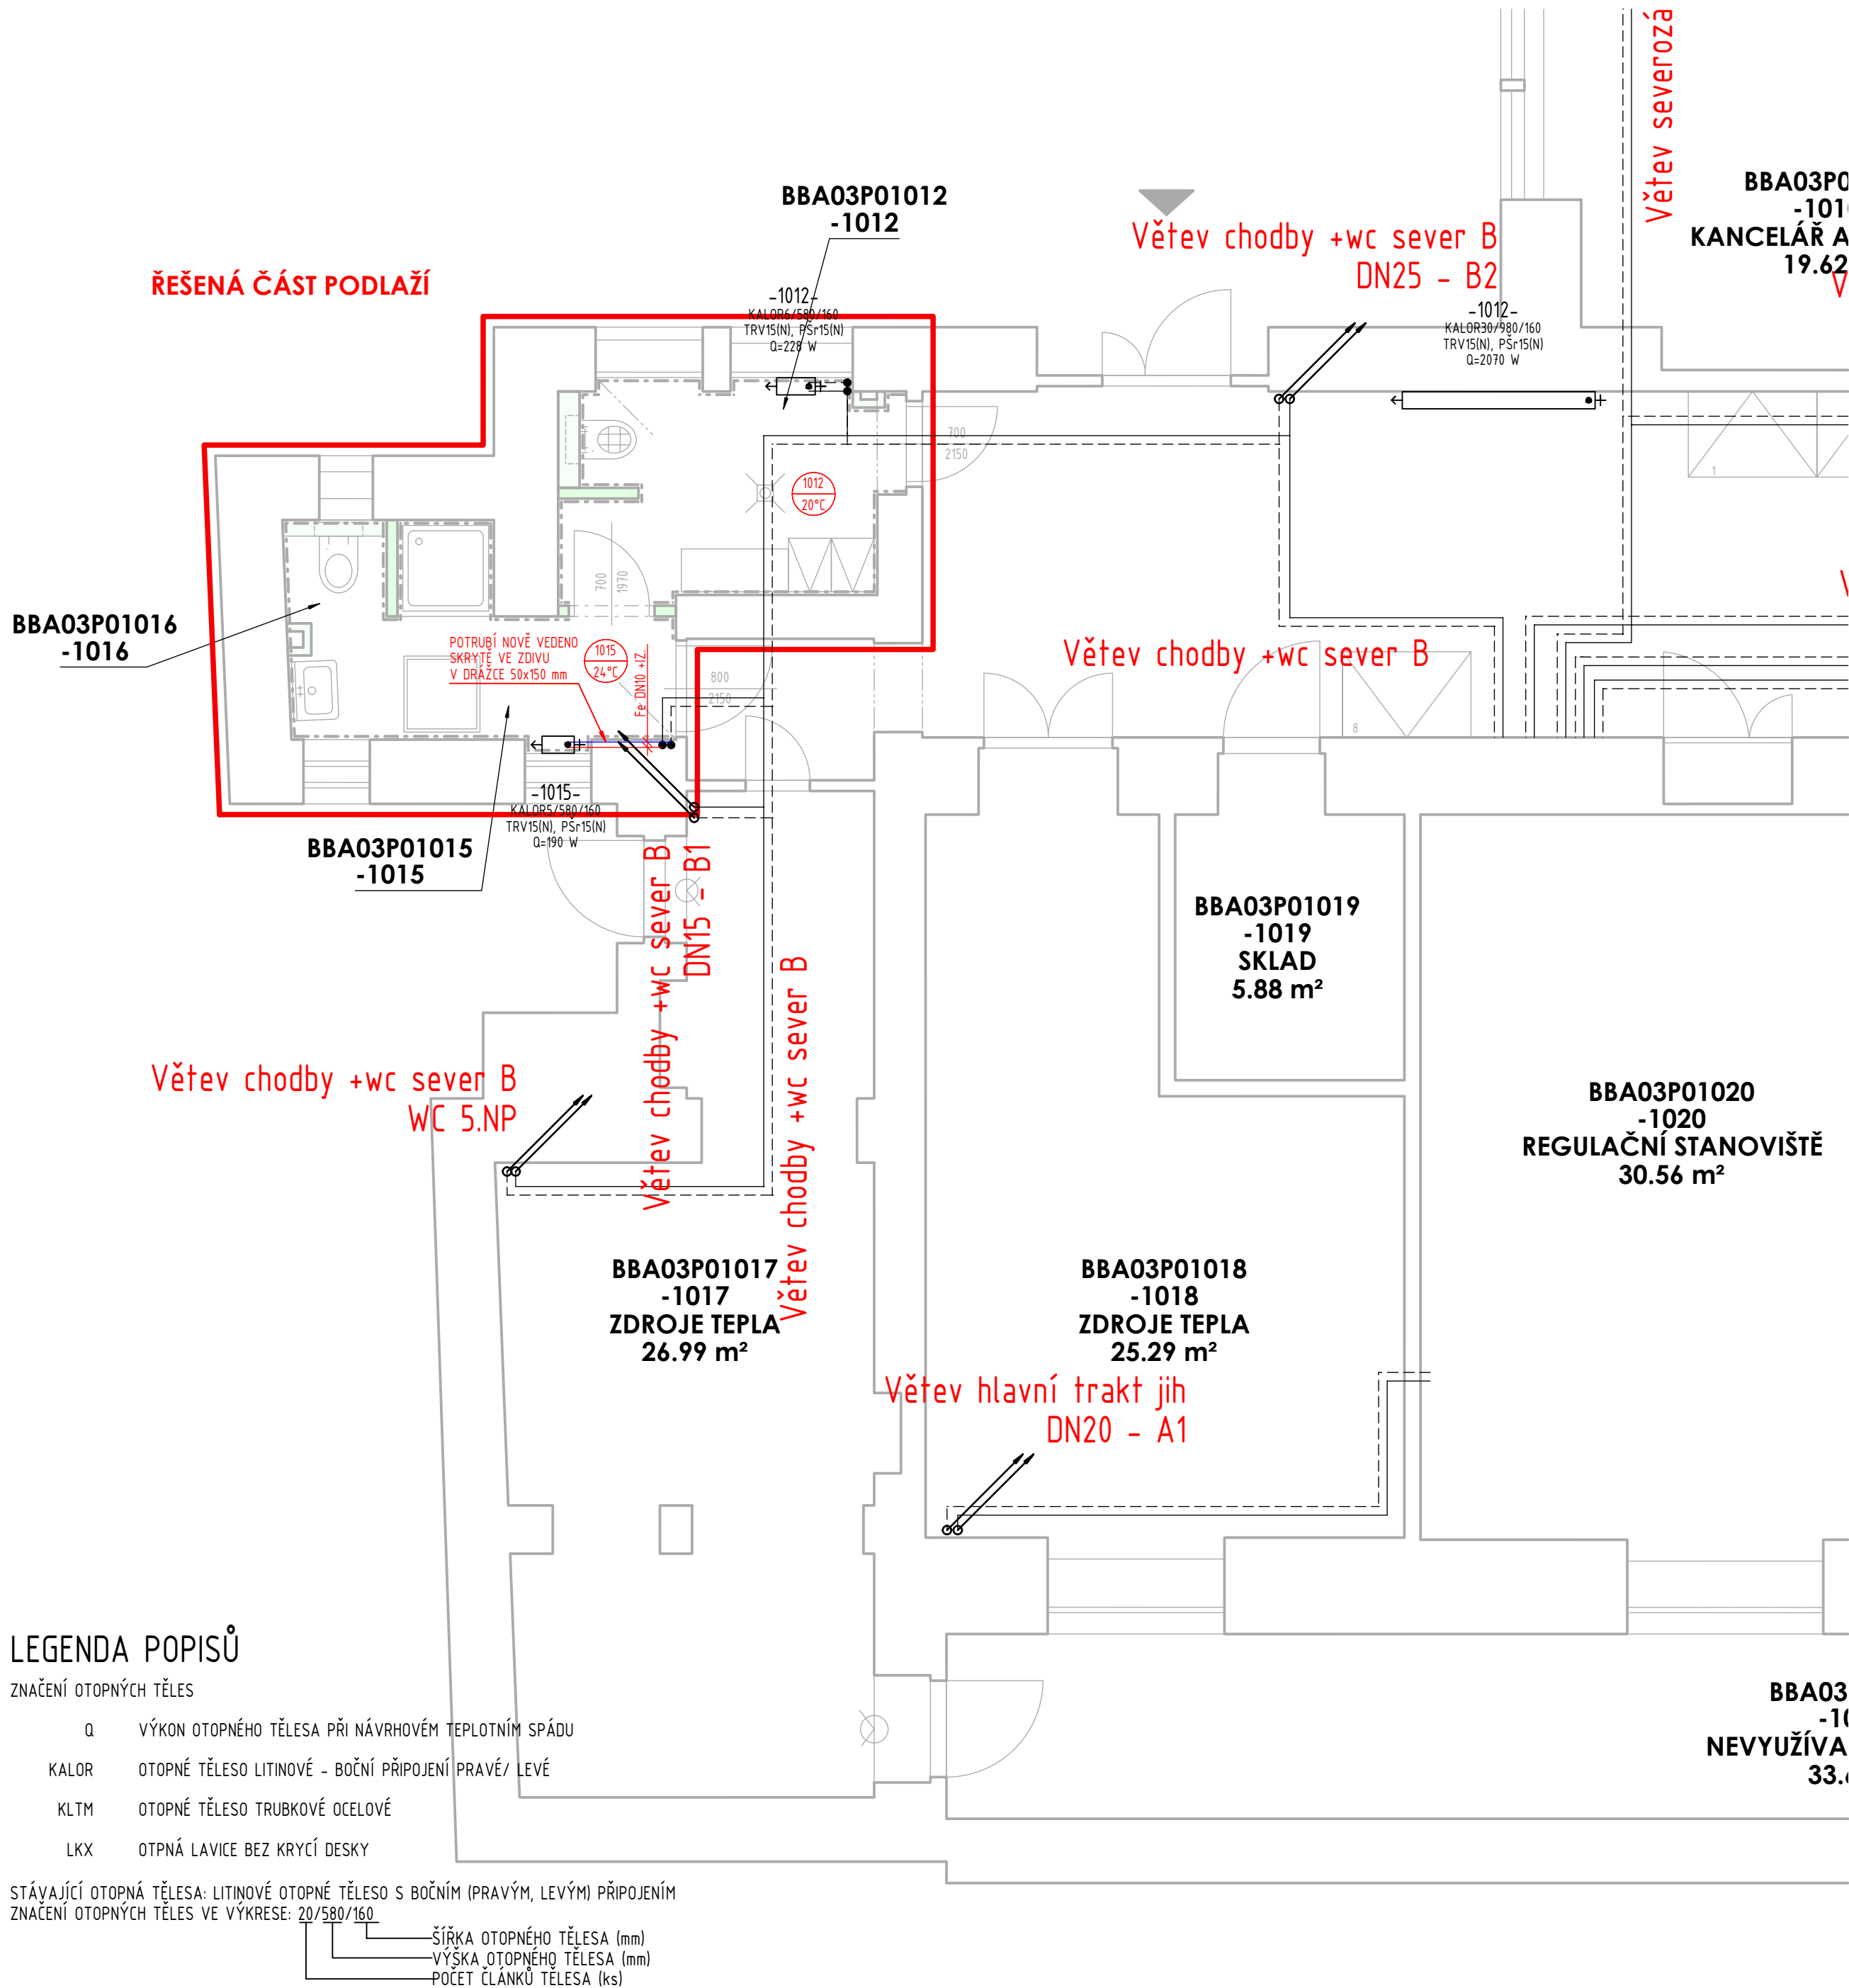 Větev severozá
BBA03P01012
-1012
Větev chodby +wc sever B
DN25 - B2
ŘEŠENÁ ČÁST PODLAŽÍ
-1012-
KALOR6/580/160
TRV15(N), PŠr15(N)
Q=228 W
-1012-
KALOR30/980/160
TRV15(N), PŠr15(N)
Q=2070 W
KANCELÁŘ A
19.62
700
2150
1
1012
20°C
700
1970
BBA03P01016
-1016
POTRUBÍ NOVĚ VEDENO
SKRYTĚ VE ZDIVU
V DRÁŽCE 50x150 mm
1015
24°C
Fe DN10 +IZ.
800
2150
Větev chodby +wc sever B
8
-1015-
KALOR5/580/160
TRV15(N), PŠr15(N)
Q=190 W
BBA03P01015
-1015
Větev chodby +wc sever B
DN15 - B1
Větev chodby +wc sever B
BBA03P01019
-1019
SKLAD
5.88 m²
Větev chodby +wc sever B
WC 5.NP
BBA03P01020
-1020
REGULAČNÍ STANOVIŠTĚ
30.56 m²
BBA03P01017
-1017
ZDROJE TEPLA
26.99 m²
BBA03P01018
-1018
ZDROJE TEPLA
25.29 m²
Větev hlavní trakt jih
DN20 - A1
LEGENDA POPISŮ
ZNAČENÍ OTOPNÝCH TĚLES
Q VÝKON OTOPNÉHO TĚLESA PŘI NÁVRHOVÉM TEPLOTNÍM SPÁDU
KALOR OTOPNÉ TĚLESO LITINOVÉ - BOČNÍ PŘIPOJENÍ PRAVÉ/ LEVÉ
KLTM OTOPNÉ TĚLESO TRUBKOVÉ OCELOVÉ
LKX OTPNÁ LAVICE BEZ KRYCÍ DESKY
BBA03
NEVYUŽÍVA
STÁVAJÍCÍ OTOPNÁ TĚLESA: LITINOVÉ OTOPNÉ TĚLESO S BOČNÍM (PRAVÝM, LEVÝM) PŘIPOJENÍM
ZNAČENÍ OTOPNÝCH TĚLES VE VÝKRESE: 20/580/160
ŠÍŘKA OTOPNÉHO TĚLESA (mm)
VÝŠKA OTOPNÉHO TĚLESA (mm)
POČET ČLÁNKŮ TĚLESA (ks)